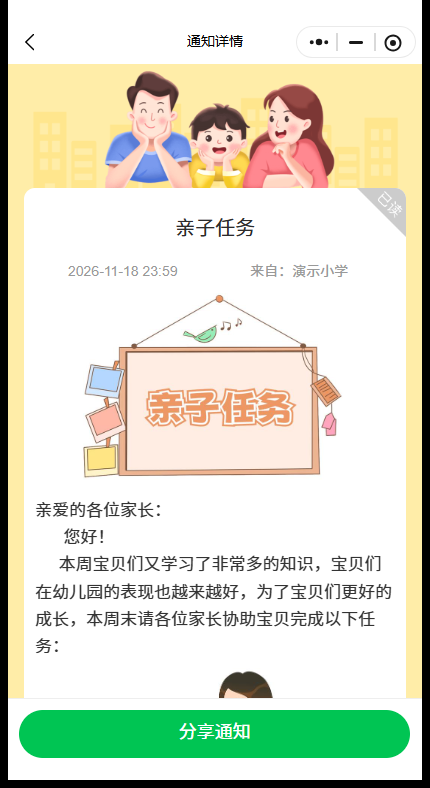 通知详情
已读
亲子任务
2026-11-18 23:59 来自：演示小学
亲子任务
亲爱的各位家长：
您好！
本周宝贝们又学习了非常多的知识，宝贝们
在幼儿园的表现也越来越好，为了宝贝们更好的
成长，本周末请各位家长协助宝贝完成以下任
务：
分享通知